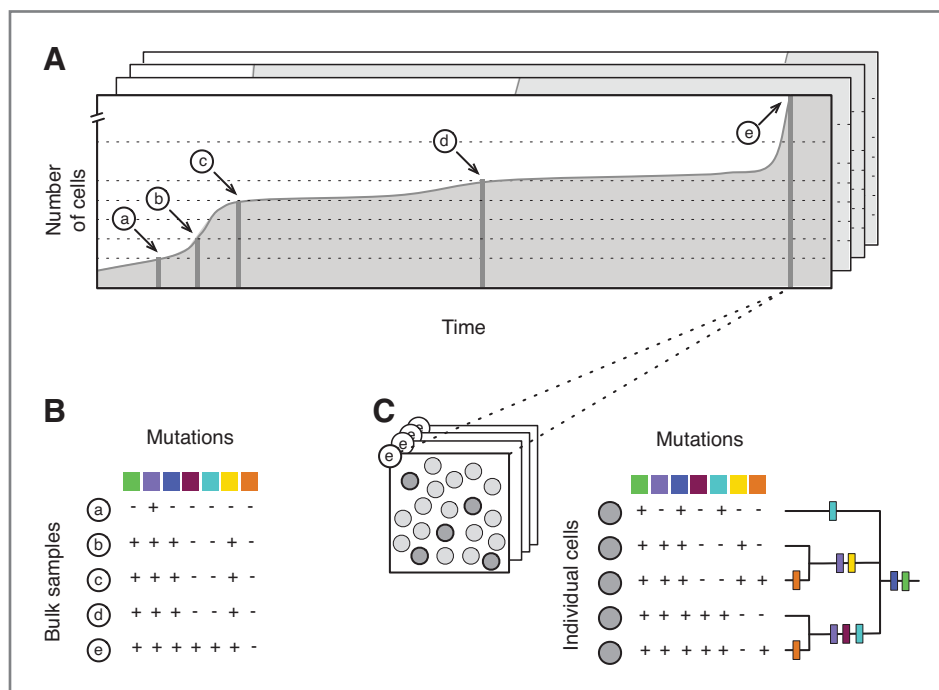 A
Number
of cells
a
b
c
d
e
Time
B
Mutations
Bulk samples
a - + - - - - -
b + + + - - + -
c + + + - - + -
d + + + - - + -
e + + + + + + -
C
e
e
e
e
Mutations
Individual cells
+ - + - + - -
+ + + - - + -
+ + + - - + +
+ + + + + - -
+ + + + + - +